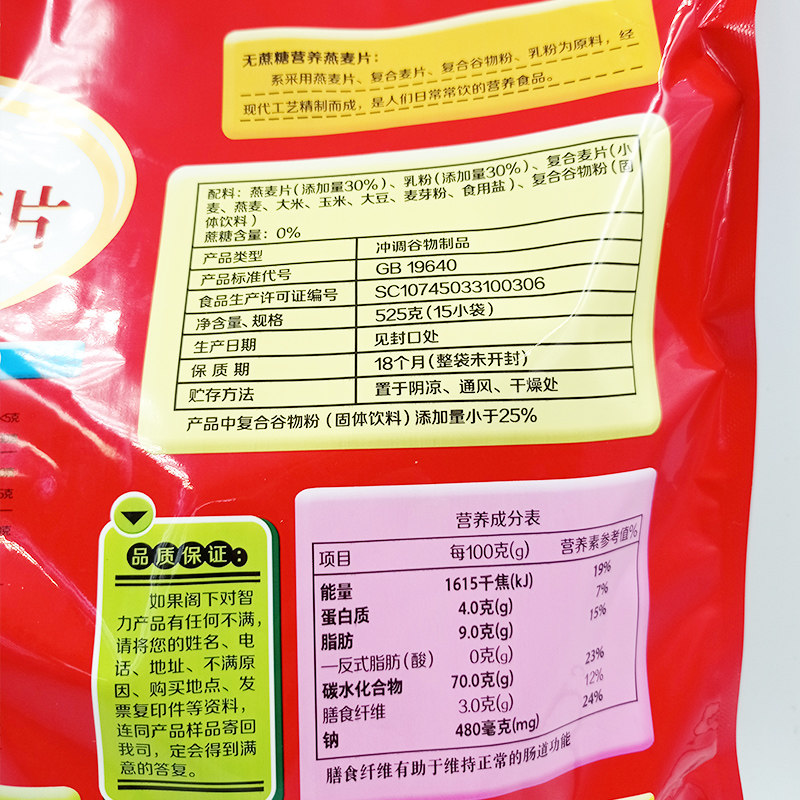 无蔗糖营养燕麦片：
系采用燕麦片、复合麦片、复合谷物粉、乳粉为原料，经
现代工艺精制而成，是人们日常常饮的营养食品。
麦片
配料：燕麦片（添加量30%）、乳粉（添加量30%）、复合麦片（小
麦、燕麦、大米、玉米、大豆、麦芽粉、食用盐）、复合谷物粉（固
体饮料）
蔗糖含量：0%
产品类型 冲调谷物制品
产品标准代号 GB 19640
食品生产许可证编号 SC10745033100306
净含量、规格 525克（15小袋）
生产日期 见封口处
保质期 18个月（整袋未开封）
贮存方法 置于阴凉、通风、干燥处
产品中复合谷物粉（固体饮料）添加量小于25%
品质保证：
如果阁下对智
力产品有任何不满，
请将您的姓名、电
话、地址、不满原
因、购买地点、发
票复印件等资料，
连同产品样品寄回
我司，定会得到满
意的答复。
营养成分表
项目 每100克(g) 营养素参考值%
能量 1615千焦(kJ) 19%
蛋白质 4.0克(g) 7%
脂肪 9.0克(g) 15%
—反式脂肪（酸） 0克(g)
碳水化合物 70.0克(g) 23%
膳食纤维 3.0克(g) 12%
钠 480毫克(mg) 24%
膳食纤维有助于维持正常的肠道功能